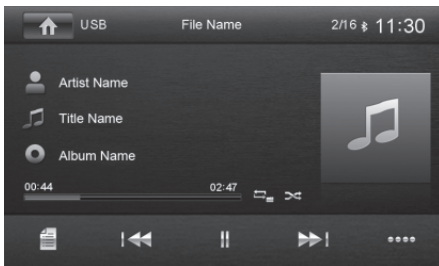 USB File Name 2/16 11:30
Artist Name
Title Name
Album Name
00:44 02:47